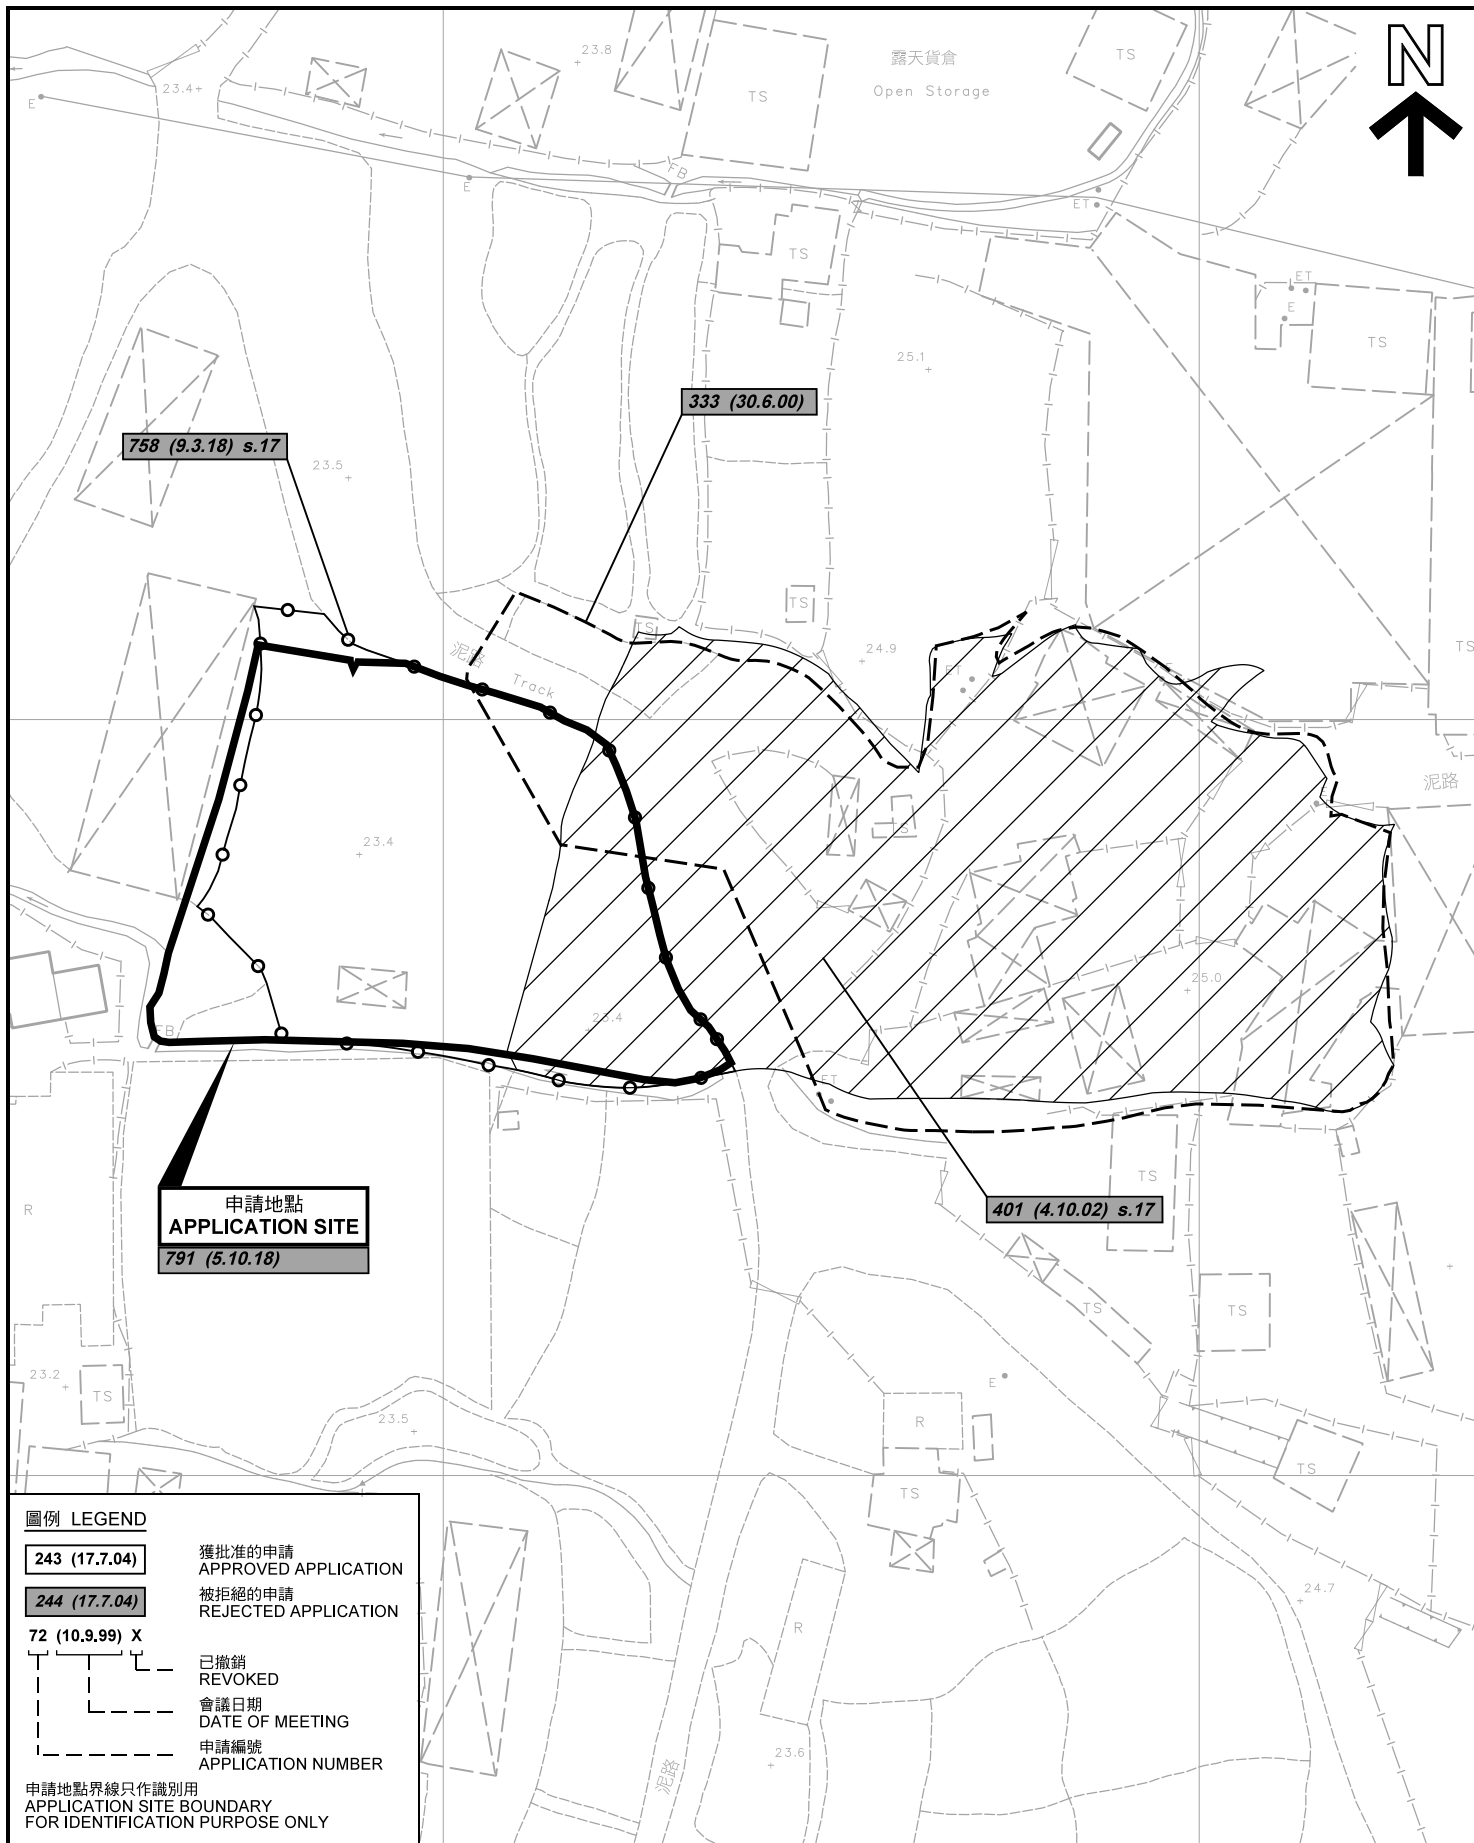 N
23.8
露天貨倉
Open Storage
TS
TS
23.4
E
E
FB
ET
TS
ET
E
TS
25.1
333 (30.6.00)
758 (9.3.18) s.17
23.5
TS
TS
24.9
泥路
Track
ET
TS
泥路
23.4
TS
25.0
23.4
FB
ET
申請地點
APPLICATION SITE
791 (5.10.18)
401 (4.10.02) s.17
R
TS
TS
TS
23.2
TS
E
23.5
R
TS
TS
24.7
R
23.6
泥路
圖例 LEGEND
243 (17.7.04)
獲批准的申請
APPROVED APPLICATION
244 (17.7.04)
被拒絕的申請
REJECTED APPLICATION
72 (10.9.99) X
已撤銷
REVOKED
會議日期
DATE OF MEETING
申請編號
APPLICATION NUMBER
申請地點界線只作識別用
APPLICATION SITE BOUNDARY
FOR IDENTIFICATION PURPOSE ONLY